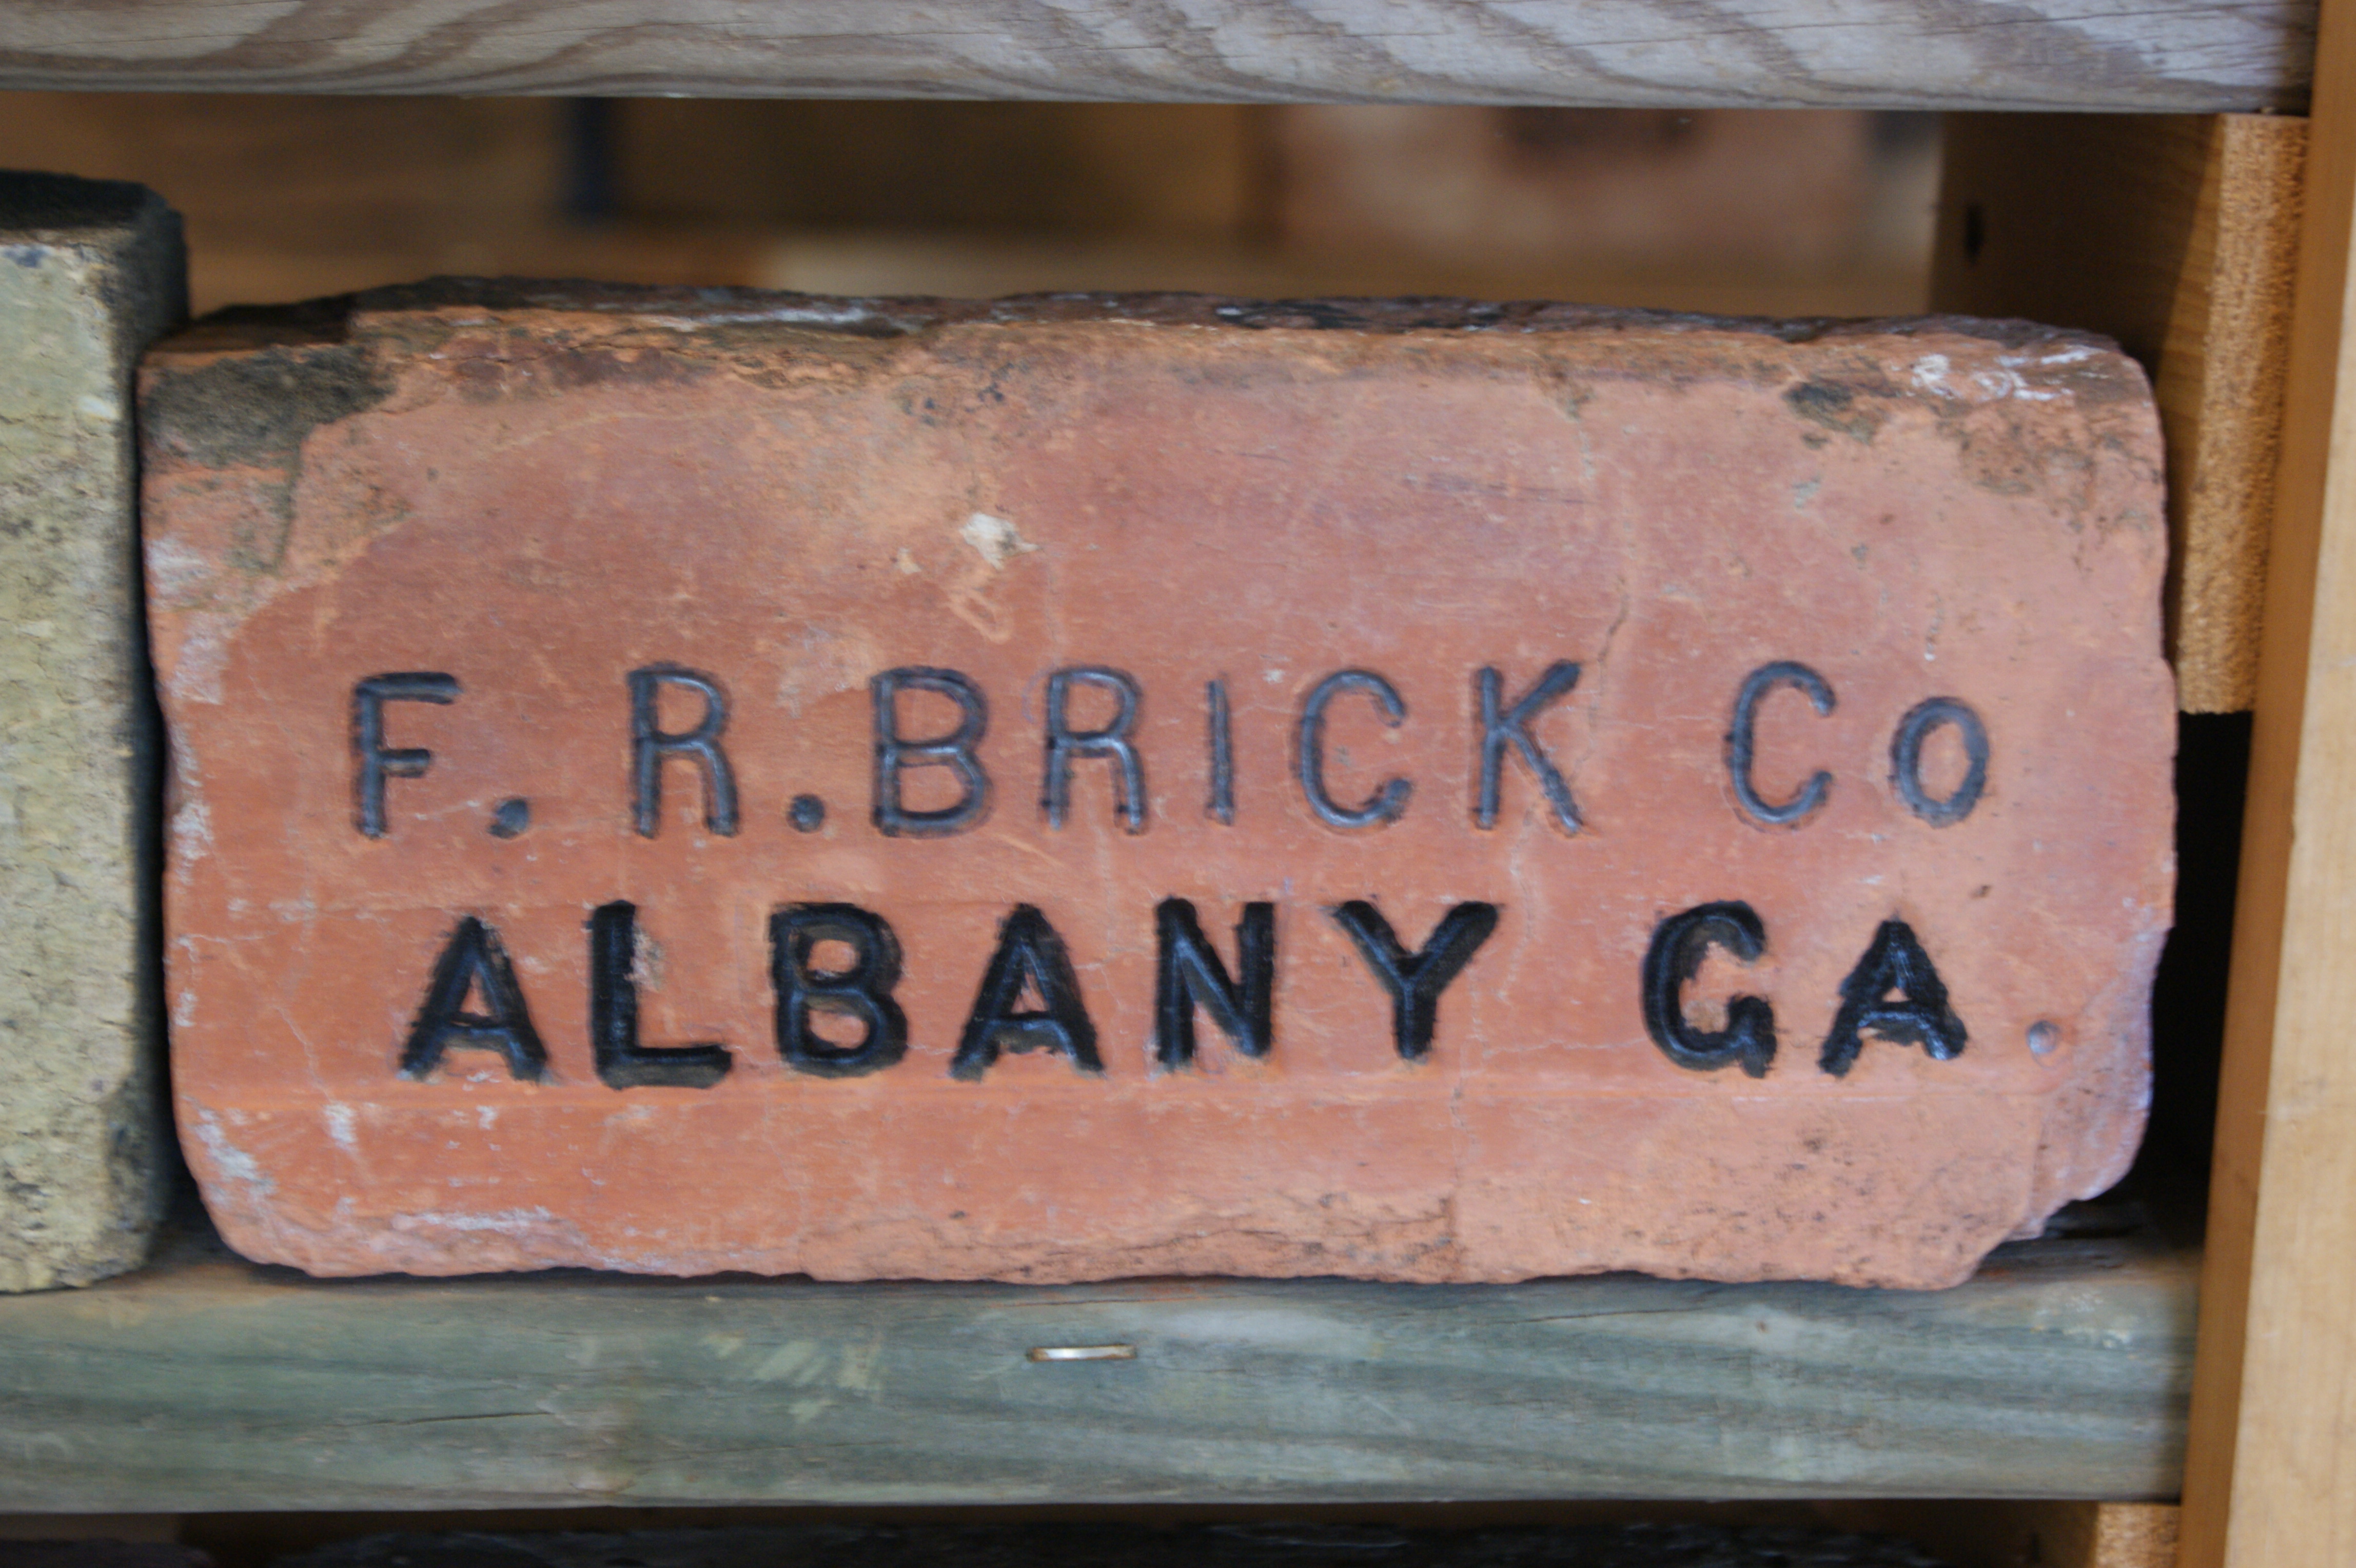 F. R. BRICK Co
ALBANY GA.